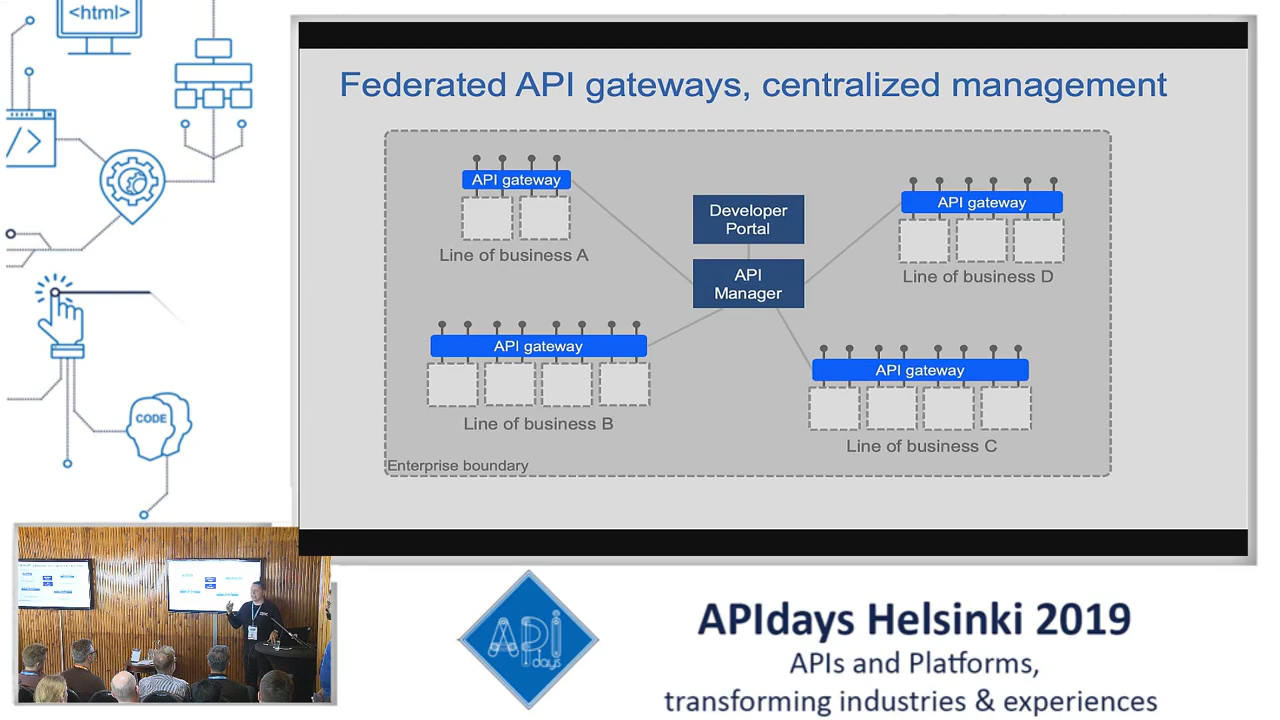 <html>
Federated API gateways, centralized management
API gateway
Line of business A
Developer
Portal
API
Manager
API gateway
Line of business D
API gateway
Line of business B
API gateway
Line of business C
Enterprise boundary
</>
CODE
API
days
APIdays Helsinki 2019
APIs and Platforms,
transforming industries & experiences